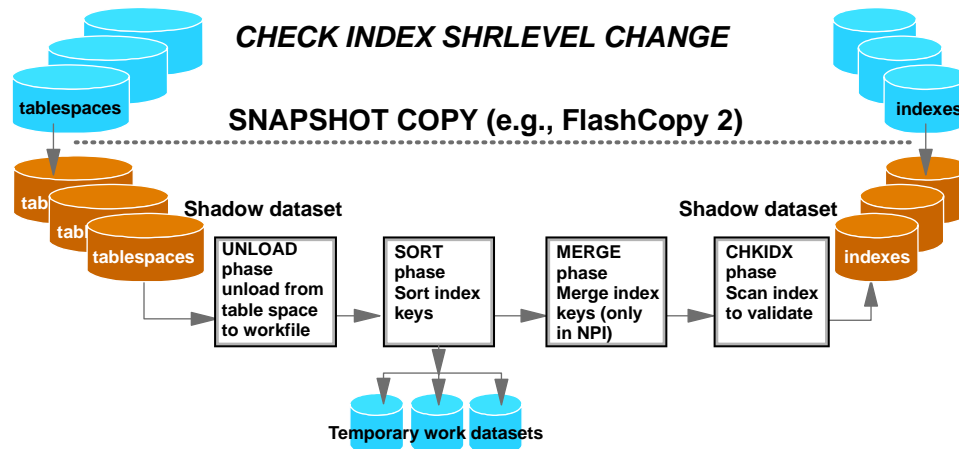 CHECK INDEX SHRLEVEL CHANGE
tablespaces
indexes
SNAPSHOT COPY (e.g., FlashCopy 2)
tab
tab
tablespaces
Shadow dataset
Shadow dataset
indexes
UNLOAD
phase
unload from
table space
to workfile
SORT
phase
Sort index
keys
MERGE
phase
Merge index
keys (only
in NPI)
CHKIDX
phase
Scan index
to validate
Temporary work datasets